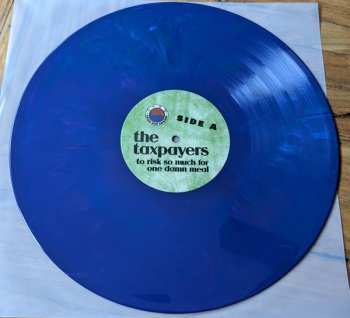 SIDE A
the
taxpayers
to risk so much for
one damn meal